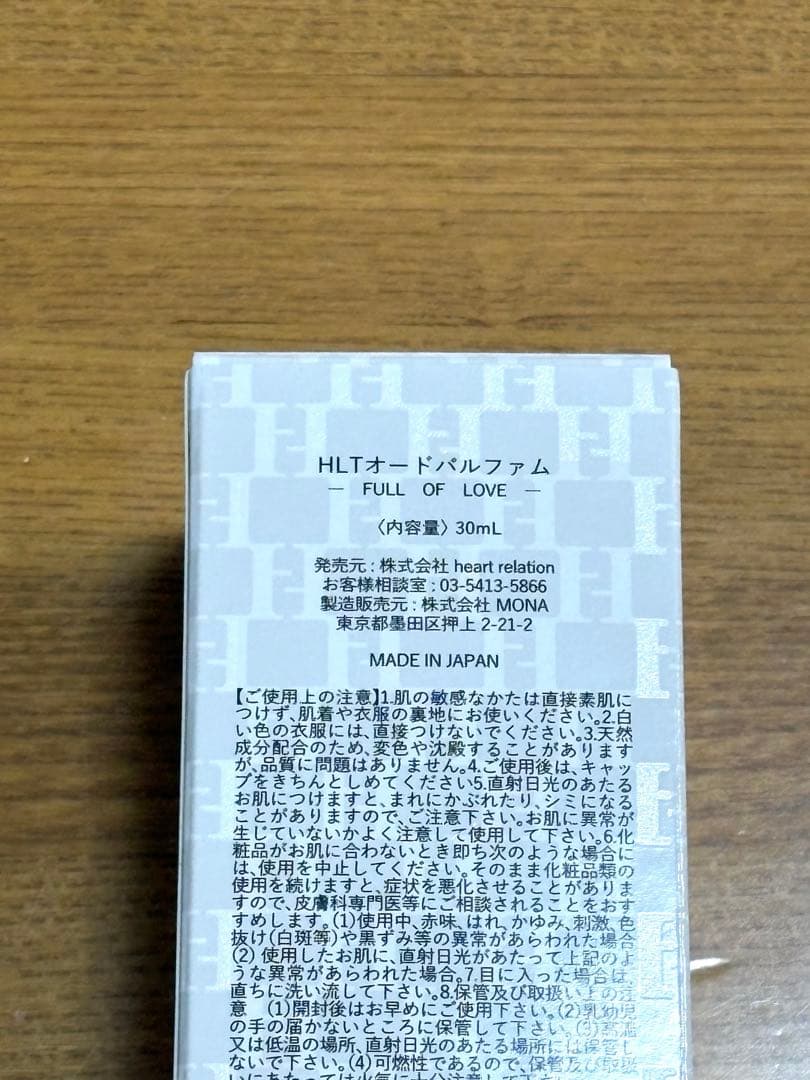 HLTオードパルファム
— FULL OF LOVE —
〈内容量〉30mL
発売元 : 株式会社 heart relation
お客様相談室 : 03-5413-5866
製造販売元 : 株式会社 MONA
東京都墨田区押上 2-21-2
MADE IN JAPAN
【ご使用上の注意】1.肌の敏感なかたは直接素肌に
つけず、肌着や衣服の裏地にお使いください。2.白
い色の衣服には、直接つけないでください。3.天然
成分配合のため、変色や沈殿することがあります
が、品質に問題はありません。4.ご使用後は、キャッ
プをきちんとしめてください5.直射日光のあたる
お肌につけますと、まれにかぶれたり、シミになる
ことがありますので、ご注意下さい。お肌に異常が
生じていないかよく注意して使用して下さい。6.化
粧品がお肌に合わないとき即ち次のような場合に
は、使用を中止してください。そのまま化粧品類の
使用を続けますと、症状を悪化させることがありま
すので、皮膚科専門医等にご相談されることをおす
すめします。(1)使用中、赤味、はれ、かゆみ、刺激、色
抜け(白斑等)や黒ずみ等の異常があらわれた場合
(2) 使用したお肌に、直射日光があたって上記のよ
うな異常があらわれた場合。7.目に入った場合は、
直ちに洗い流して下さい。8.保管及び取扱い上の注
意 (1)開封後はお早めにご使用下さい。(2)乳幼児
の手の届かないところに保管して下さい。(3)高温
又は低温の場所、直射日光のあたる場所には保管し
ないで下さい。(4)可燃性であるので、保管及び取扱
いにあたっては火気に十分注意して下さい